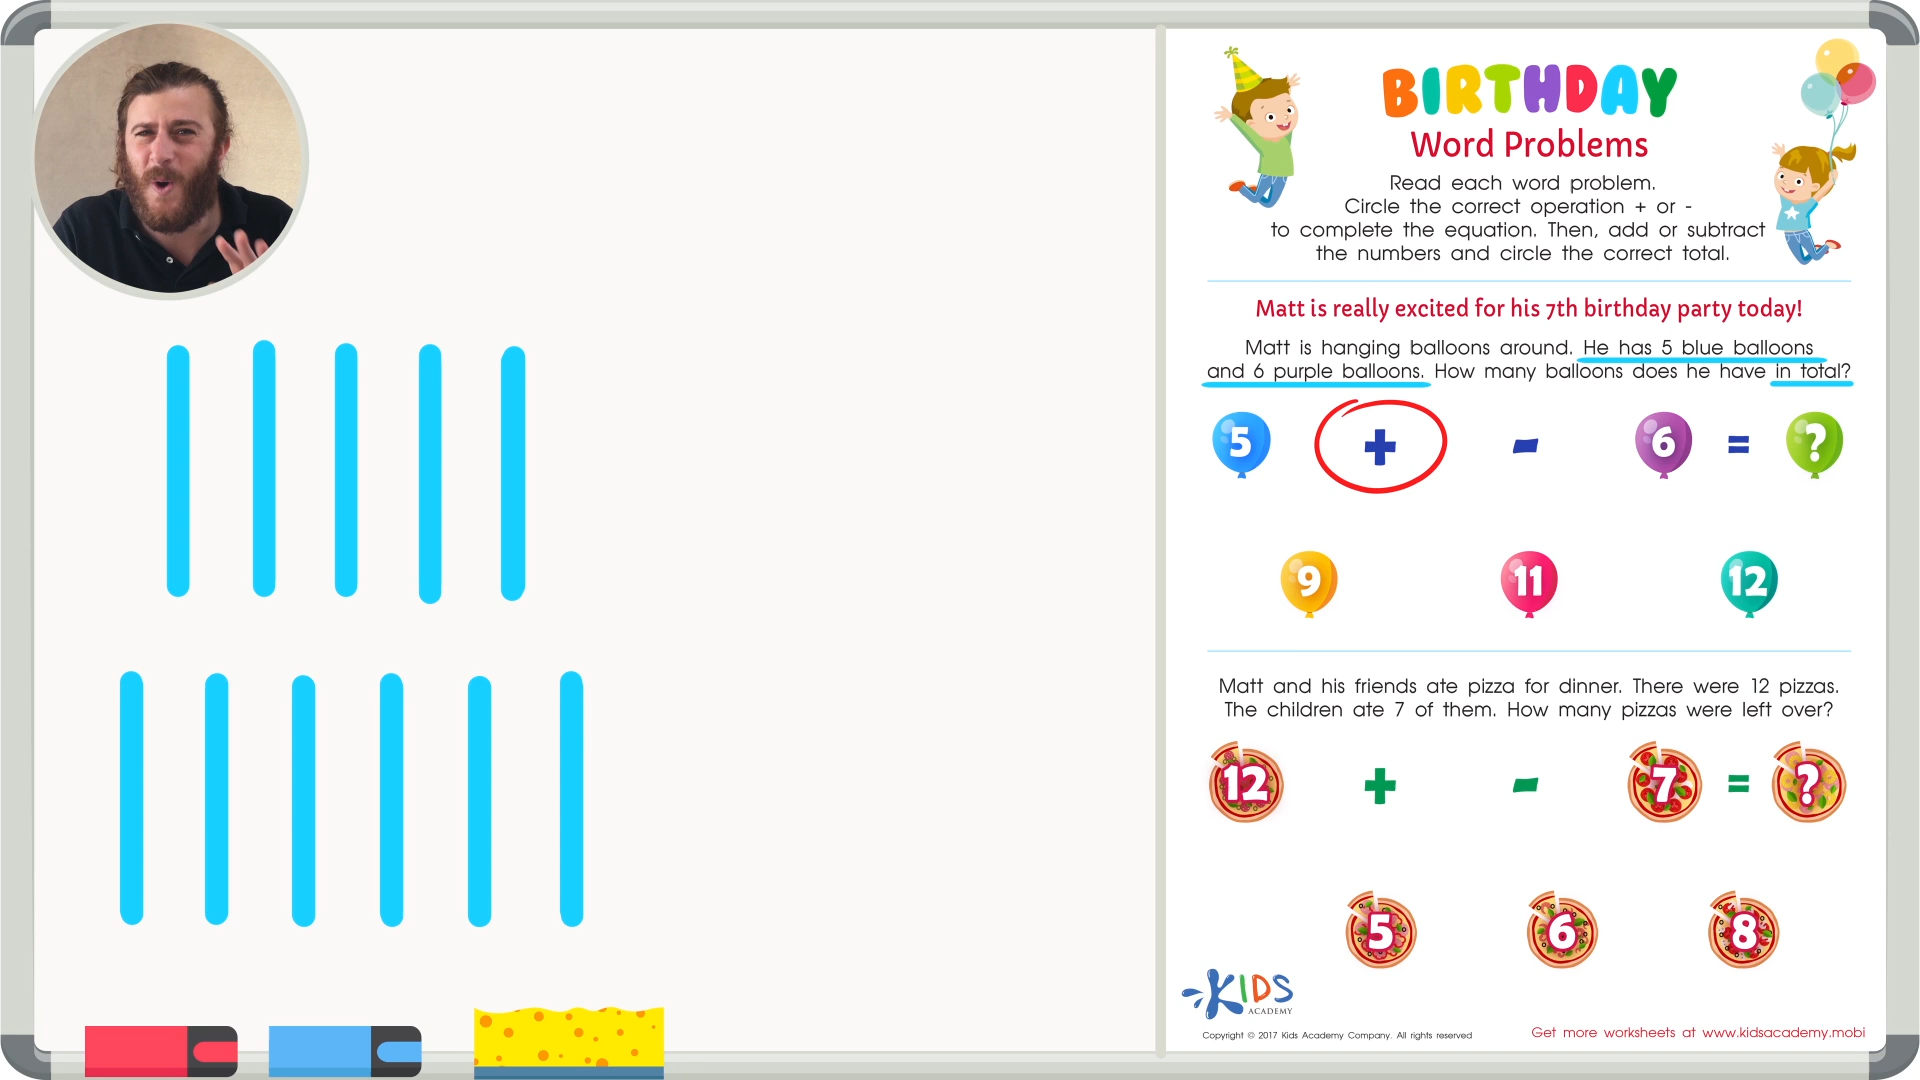 BIRTHDAY
Word Problems
Read each word problem.
Circle the correct operation + or -
to complete the equation. Then, add or subtract
the numbers and circle the correct total.
Matt is really excited for his 7th birthday party today!
Matt is hanging balloons around. He has 5 blue balloons
and 6 purple balloons. How many balloons does he have in total?
5 + - 6 = ?
9 11 12
Matt and his friends ate pizza for dinner. There were 12 pizzas.
The children ate 7 of them. How many pizzas were left over?
12 + - 7 = ?
5 6 8
KIDS
ACADEMY
Copyright © 2017 Kids Academy Company. All rights reserved
Get more worksheets at www.kidsacademy.mobi